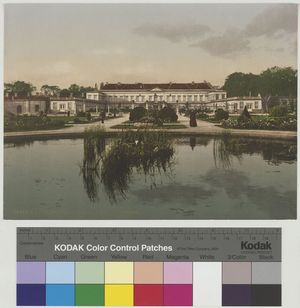 Kodak
KODAK Color Control Patches
Blue Cyan Green Yellow Red Magenta White 3/Color Black